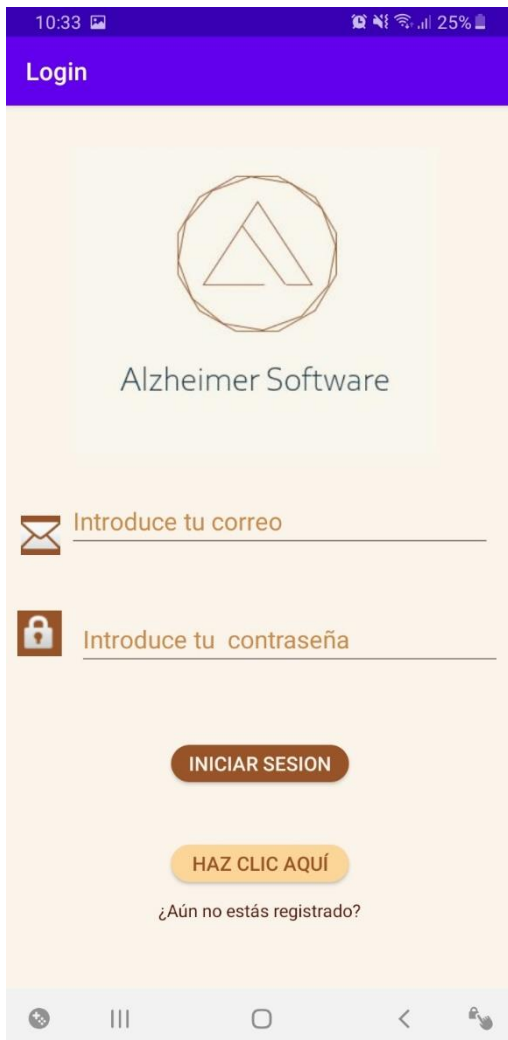 10:33 25%
Login
Alzheimer Software
Introduce tu correo
Introduce tu contraseña
INICIAR SESION
HAZ CLIC AQUÍ
¿Aún no estás registrado?